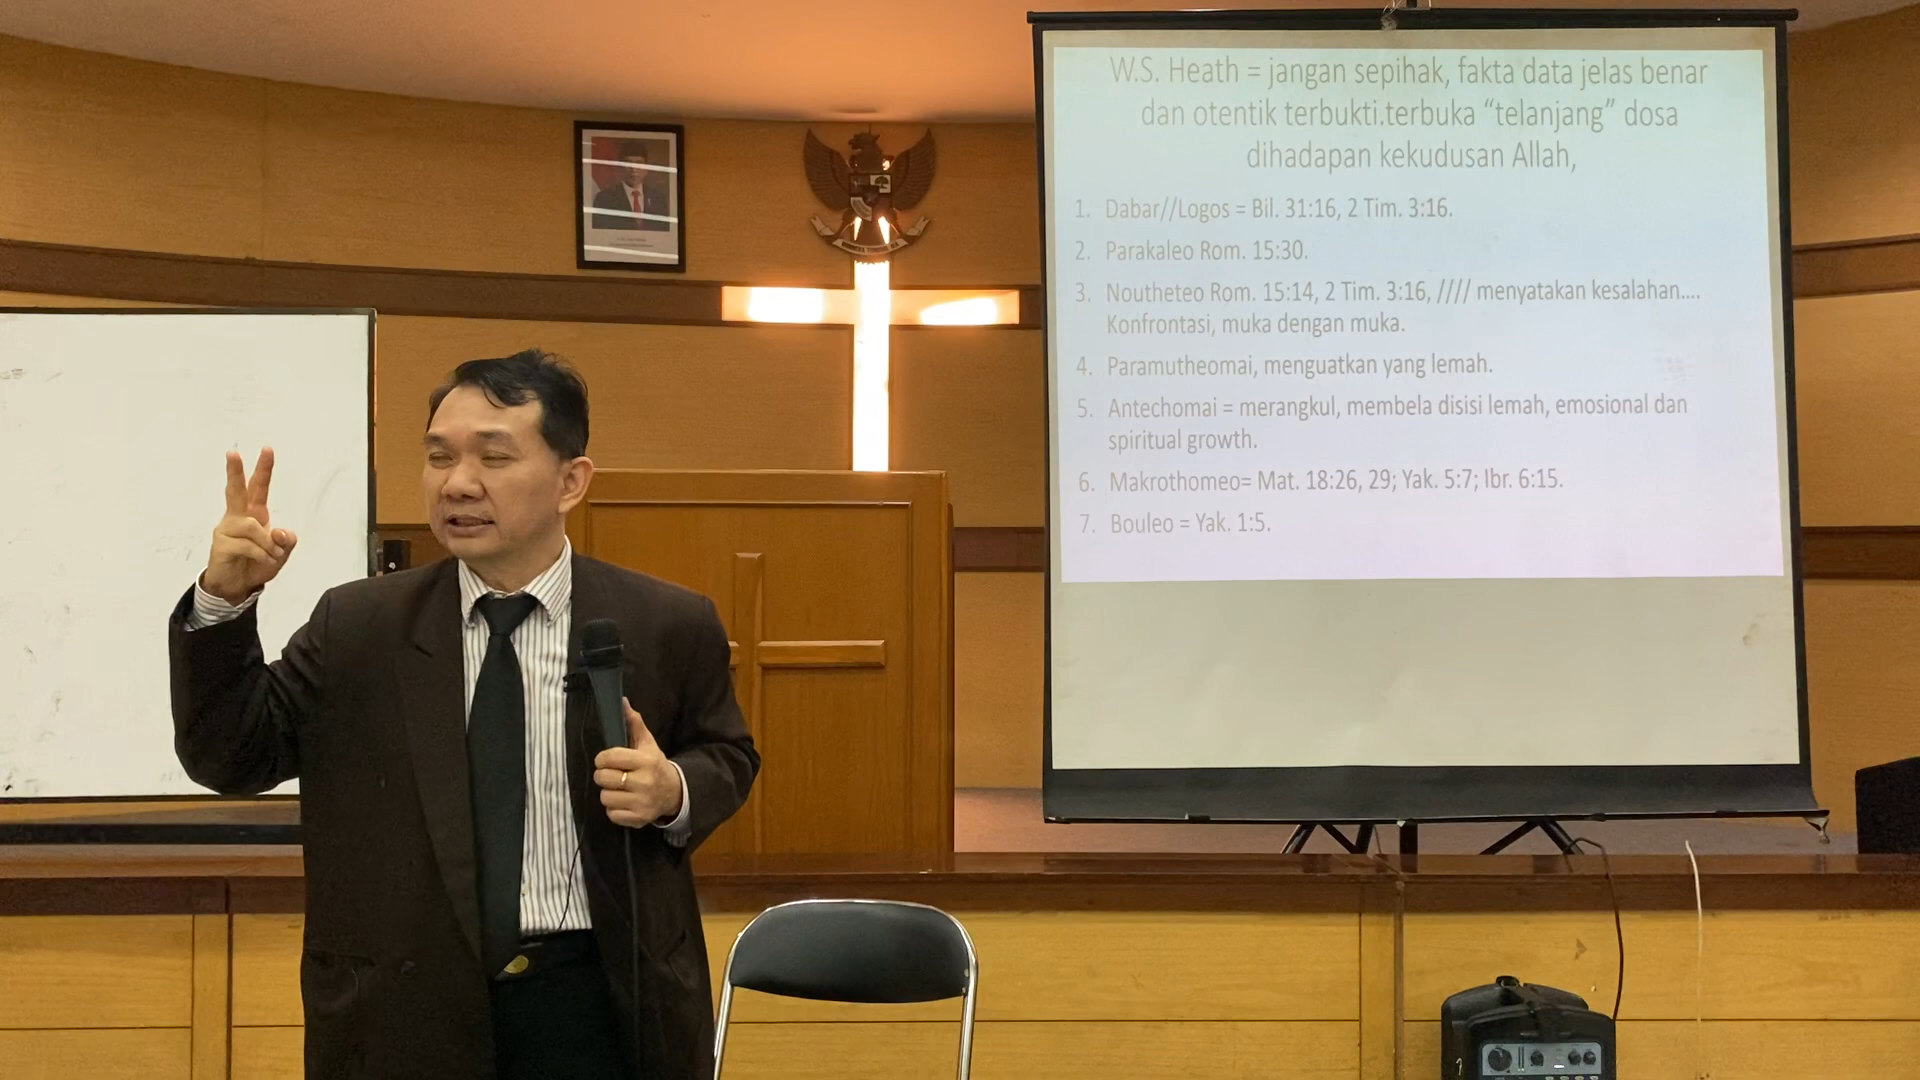 W.S. Heath = jangan sepihak, fakta data jelas benar
dan otentik terbukti.terbuka “telanjang” dosa
dihadapan kekudusan Allah,
1. Dabar//Logos = Bil. 31:16, 2 Tim. 3:16.
2. Parakaleo Rom. 15:30.
3. Noutheteo Rom. 15:14, 2 Tim. 3:16, //// menyatakan kesalahan....
Konfrontasi, muka dengan muka.
4. Paramutheomai, menguatkan yang lemah.
5. Antechomai = merangkul, membela disisi lemah, emosional dan
spiritual growth.
6. Makrothomeo= Mat. 18:26, 29; Yak. 5:7; Ibr. 6:15.
7. Bouleo = Yak. 1:5.